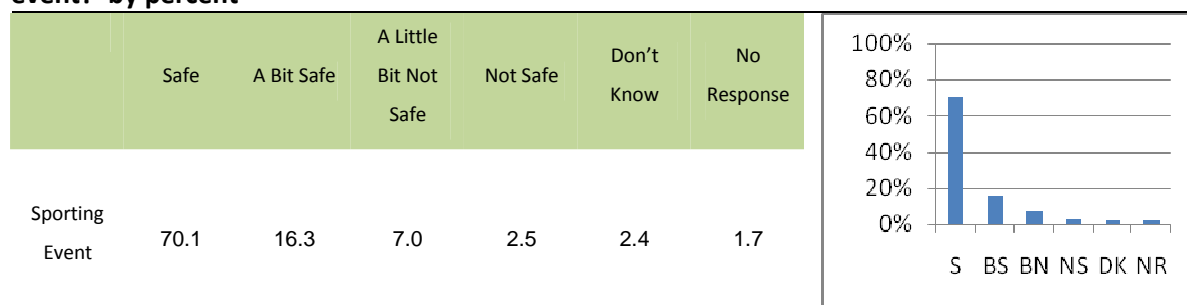 event? by percent
Safe
A Bit Safe
A Little
Bit Not
Safe
Not Safe
Don't
Know
No
Response
Sporting
Event
70.1
16.3
7.0
2.5
2.4
1.7
100%
80%
60%
40%
20%
0%
S BS BN NS DK NR